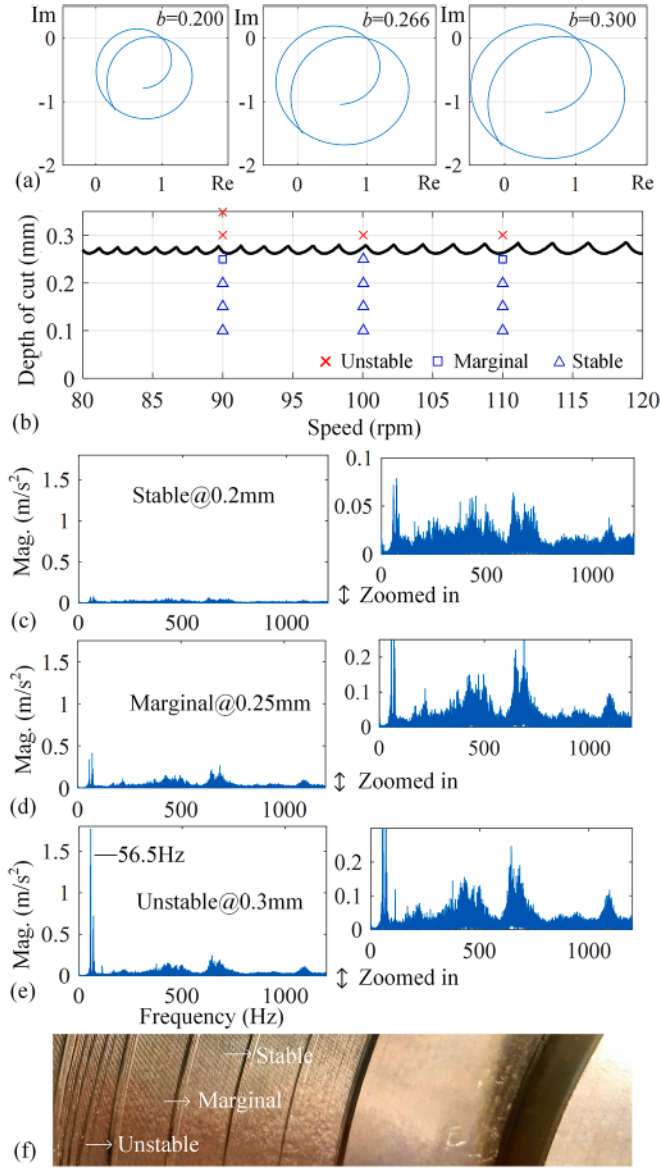 Im b=0.200 b=0.266 b=0.300
0 0 0
-1 -1 -1
-2 -2 -2
(a) 0 1 Re 0 1 Re 0 1 Re
(b) Depth of cut (mm)
0.3
0.2
0.1
0
× Unstable □ Marginal △ Stable
80 85 90 95 100 105 110 115 120
Speed (rpm)
(c) Mag. (m/s²)
1.5
1
0.5
0
Stable@0.2mm
0 500 1000
0.1
0.05
0
0 500 1000
↕ Zoomed in
(d) Mag. (m/s²)
1.5
1
0.5
0
Marginal@0.25mm
0 500 1000
0.2
0.1
0
0 500 1000
↕ Zoomed in
(e) Mag. (m/s²)
1.5
1
0.5
0
56.5Hz
Unstable@0.3mm
0 500 1000
Frequency (Hz)
0.2
0.1
0
0 500 1000
↕ Zoomed in
(f) → Stable
→ Marginal
→ Unstable